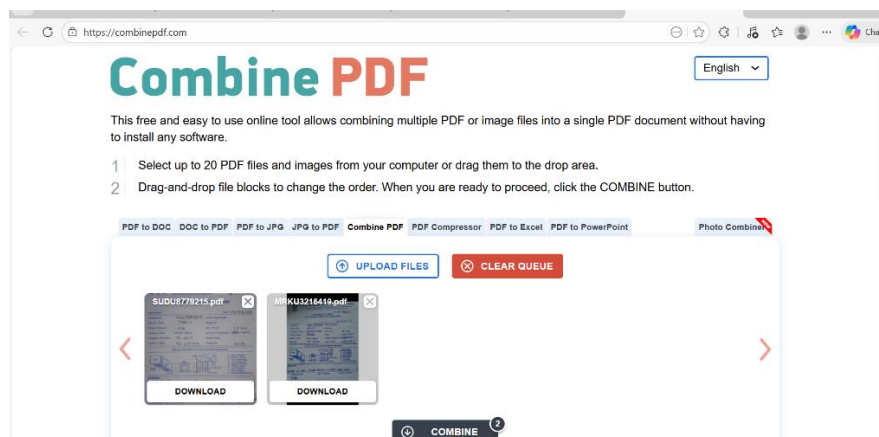 https://combinepdf.com
Cha
Combine PDF
English
This free and easy to use online tool allows combining multiple PDF or image files into a single PDF document without having
to install any software.
1 Select up to 20 PDF files and images from your computer or drag them to the drop area.
2 Drag-and-drop file blocks to change the order. When you are ready to proceed, click the COMBINE button.
PDF to DOC DOC to PDF PDF to JPG JPG to PDF Combine PDF PDF Compressor PDF to Excel PDF to PowerPoint Photo Combiner
UPLOAD FILES CLEAR QUEUE
SUDU8779215.pdf MRKU3216419.pdf
DOWNLOAD DOWNLOAD
COMBINE 2